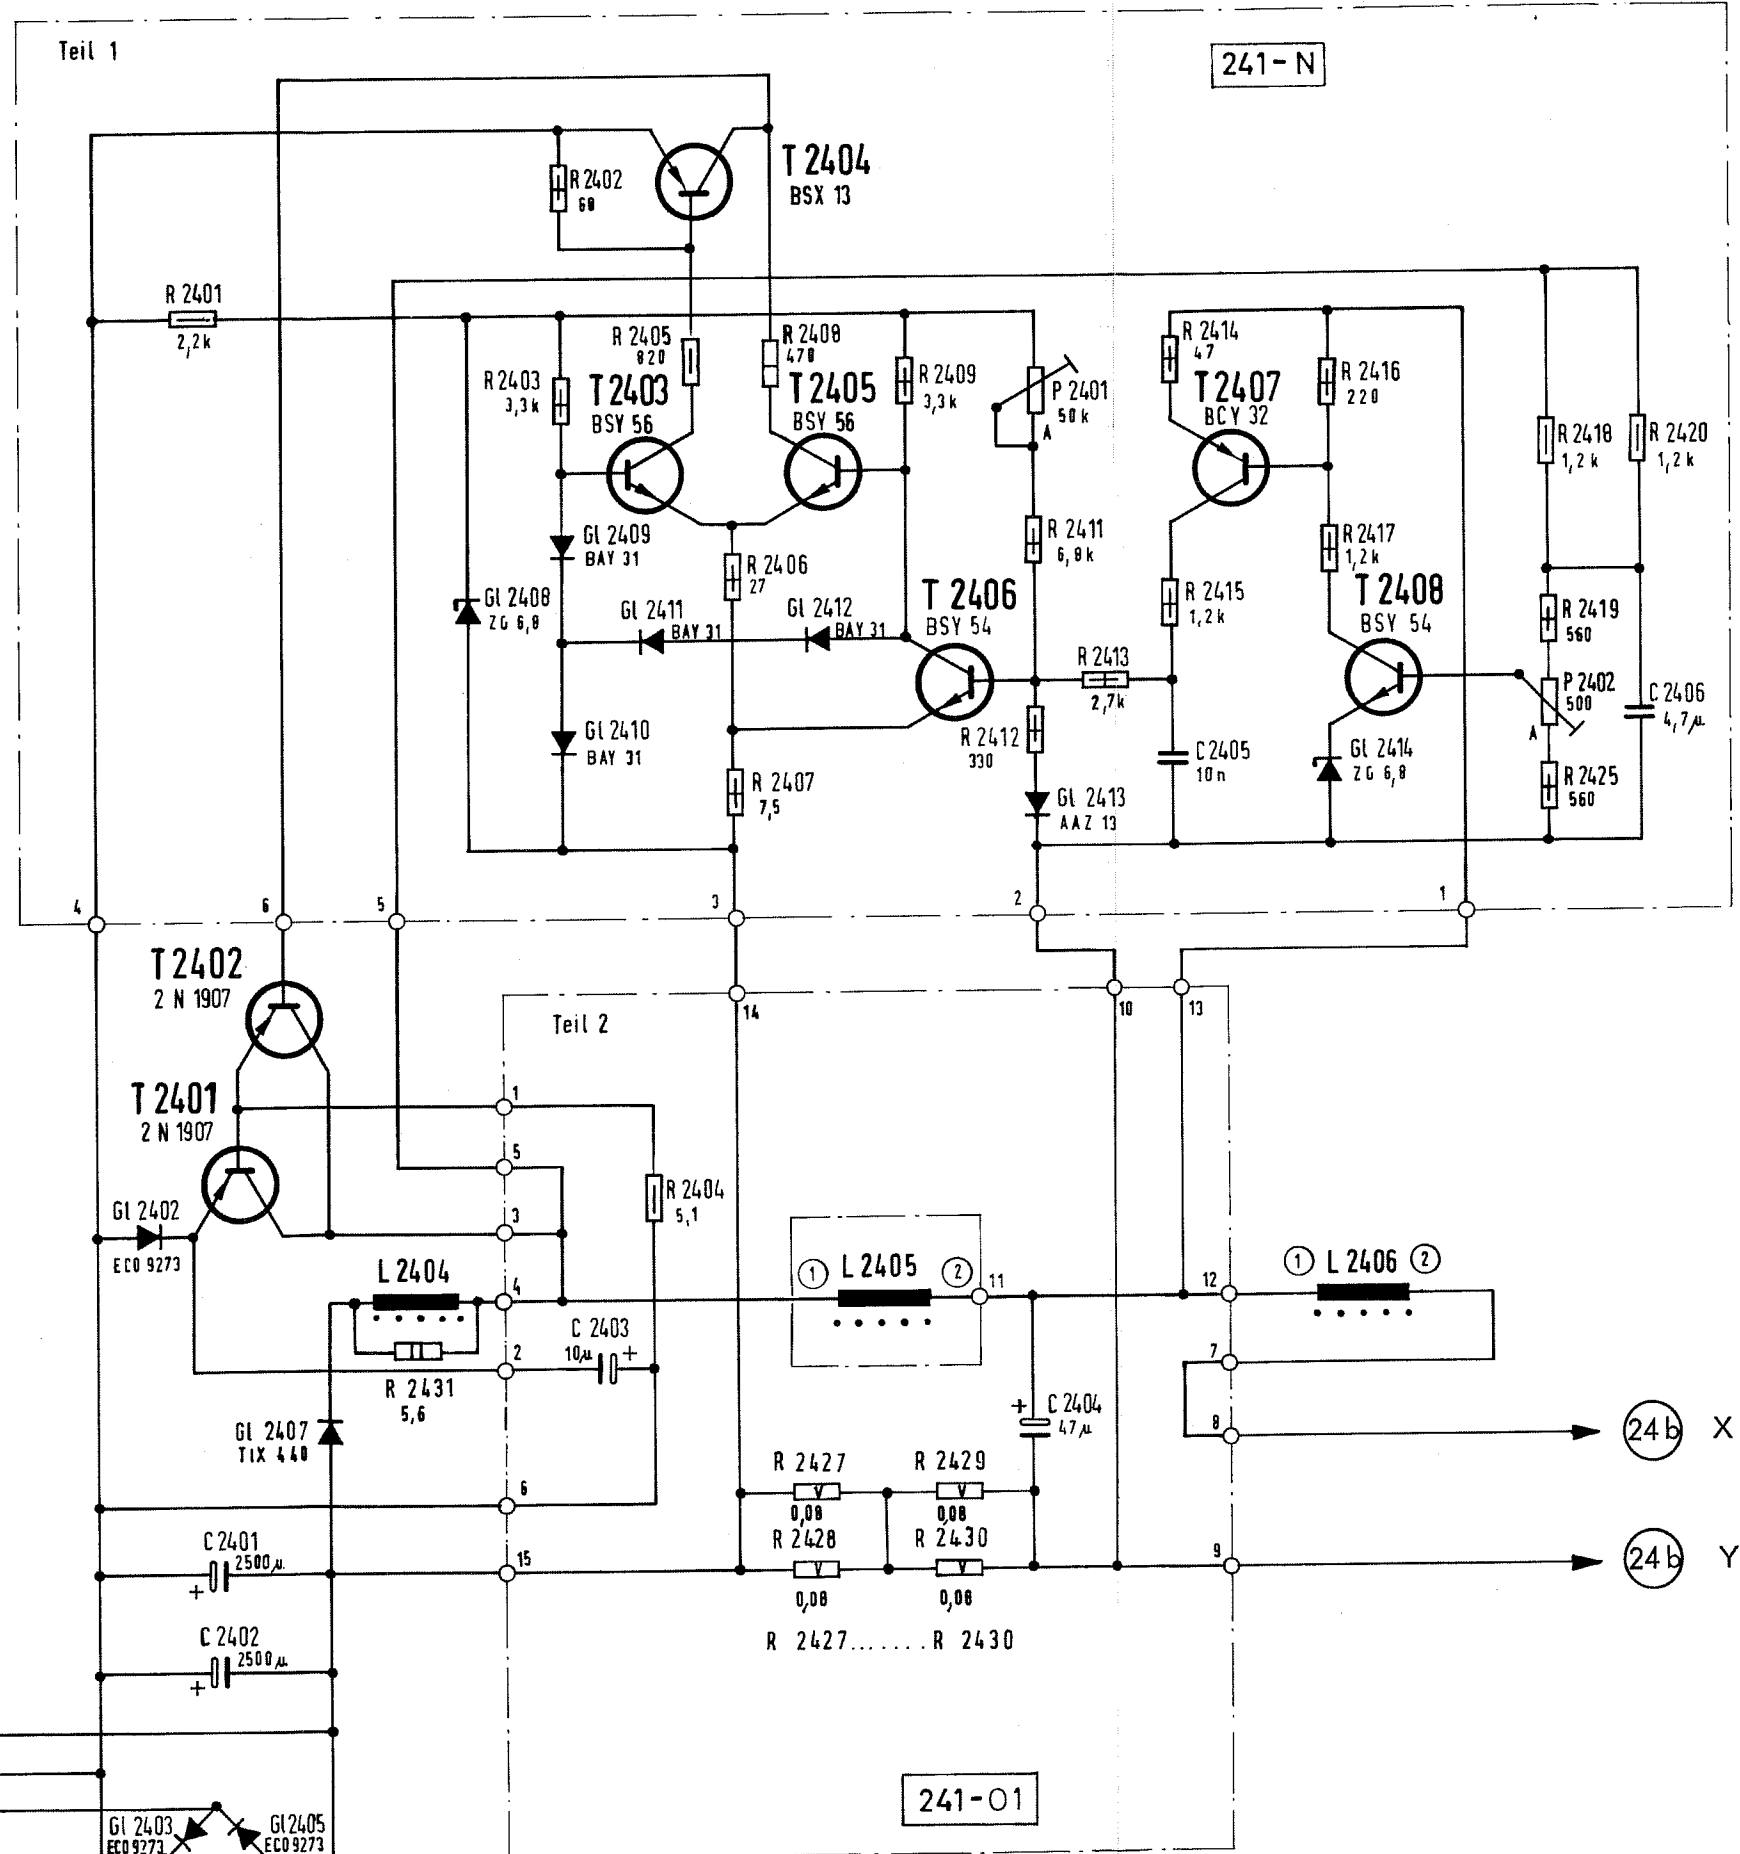 Teil 1
241-N
T 2404
BSX 13
R 2402
68
R 2401
2,2k
R 2405
820
R 2408
470
R 2403
3,3k
T 2403
BSY 56
T 2405
BSY 56
R 2409
3,3k
P 2401
50k
A
R 2414
47
T 2407
BCY 32
R 2416
220
R 2418
1,2k
R 2420
1,2k
Gl 2409
BAY 31
R 2406
27
R 2411
6,8k
R 2417
1,2k
Gl 2408
ZG 6,8
Gl 2411
BAY 31
Gl 2412
BAY 31
T 2406
BSY 54
R 2415
1,2k
T 2408
BSY 54
R 2419
560
R 2413
2,7k
P 2402
500
A
C 2406
4,7µ
Gl 2410
BAY 31
R 2412
330
C 2405
10n
Gl 2414
ZG 6,8
R 2407
7,5
Gl 2413
AAZ 13
R 2425
560
4
6
5
3
2
1
T 2402
2 N 1907
14
10
13
Teil 2
T 2401
2 N 1907
1
5
R 2404
5,1
Gl 2402
ECO 9273
3
L 2404
4
1
L 2405
2
11
12
1
L 2406
2
C 2403
10µ
+
2
7
R 2431
5,6
+
C 2404
47µ
Gl 2407
TIX 440
8
24b
X
R 2427
0,08
R 2429
0,08
6
R 2428
0,08
R 2430
0,08
C 2401
2500µ
+
15
9
24b
Y
R 2427.......R 2430
C 2402
2500µ
+
241-01
Gl 2403
ECO 9273
Gl 2405
ECO 9273